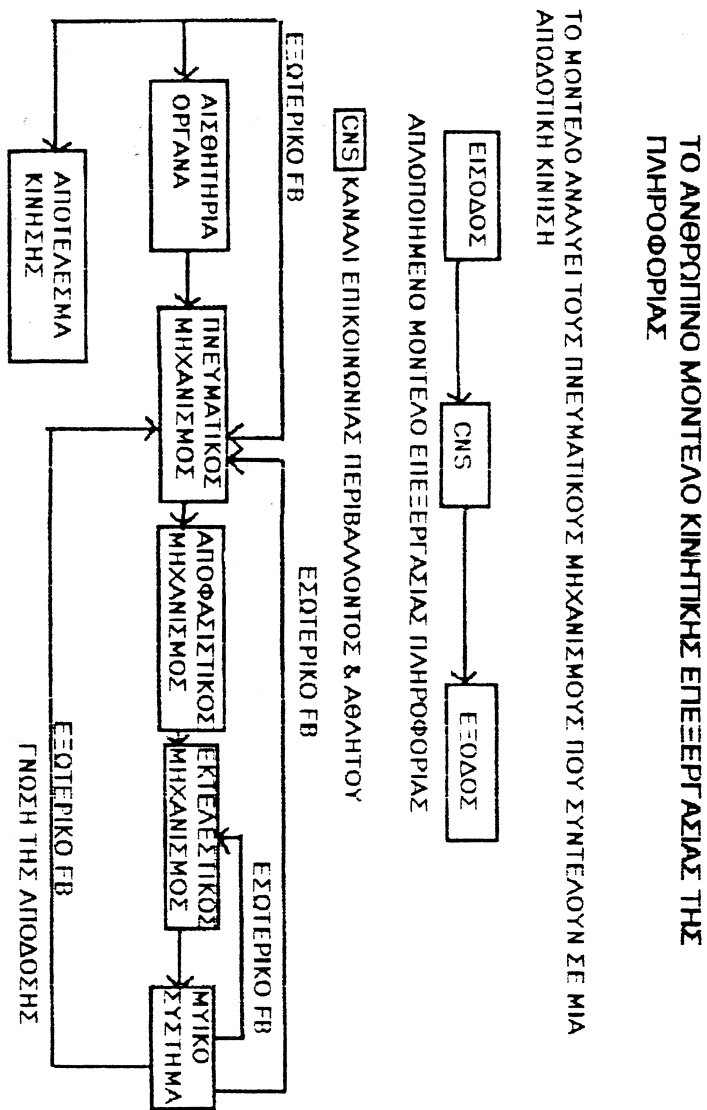 ΤΟ ΑΝΘΡΩΠΙΝΟ ΜΟΝΤΕΛΟ ΚΙΝΗΤΙΚΗΣ ΕΠΕΞΕΡΓΑΣΙΑΣ ΤΗΣ
ΠΛΗΡΟΦΟΡΙΑΣ
ΤΟ ΜΟΝΤΕΛΟ ΑΝΑΛΥΕΙ ΤΟΥΣ ΠΝΕΥΜΑΤΙΚΟΥΣ ΜΗΧΑΝΙΣΜΟΥΣ ΠΟΥ ΣΥΝΤΕΛΟΥΝ ΣΕ ΜΙΑ
ΑΠΟΔΟΤΙΚΗ ΚΙΝΗΣΗ
ΕΙΣΟΔΟΣ
CNS
ΕΞΟΔΟΣ
ΑΠΛΟΠΟΙΗΜΕΝΟ ΜΟΝΤΕΛΟ ΕΠΕΞΕΡΓΑΣΙΑΣ ΠΛΗΡΟΦΟΡΙΑΣ
CNS ΚΑΝΑΛΙ ΕΠΙΚΟΙΝΩΝΙΑΣ ΠΕΡΙΒΑΛΛΟΝΤΟΣ & ΑΘΛΗΤΟΥ
ΕΞΩΤΕΡΙΚΟ FB
ΕΣΩΤΕΡΙΚΟ FB
ΕΣΩΤΕΡΙΚΟ FB
ΑΙΣΘΗΤΗΡΙΑ
ΟΡΓΑΝΑ
ΠΝΕΥΜΑΤΙΚΟΣ
ΜΗΧΑΝΙΣΜΟΣ
ΑΠΟΦΑΣΙΣΤΙΚΟΣ
ΜΗΧΑΝΙΣΜΟΣ
ΕΚΤΕΛΕΣΤΙΚΟΣ
ΜΗΧΑΝΙΣΜΟΣ
ΜΥΙΚΟ
ΣΥΣΤΗΜΑ
ΑΠΟΤΕΛΕΣΜΑ
ΚΙΝΗΣΗΣ
ΕΞΩΤΕΡΙΚΟ FB
ΓΝΩΣΗ ΤΗΣ ΑΠΟΔΟΣΗΣ